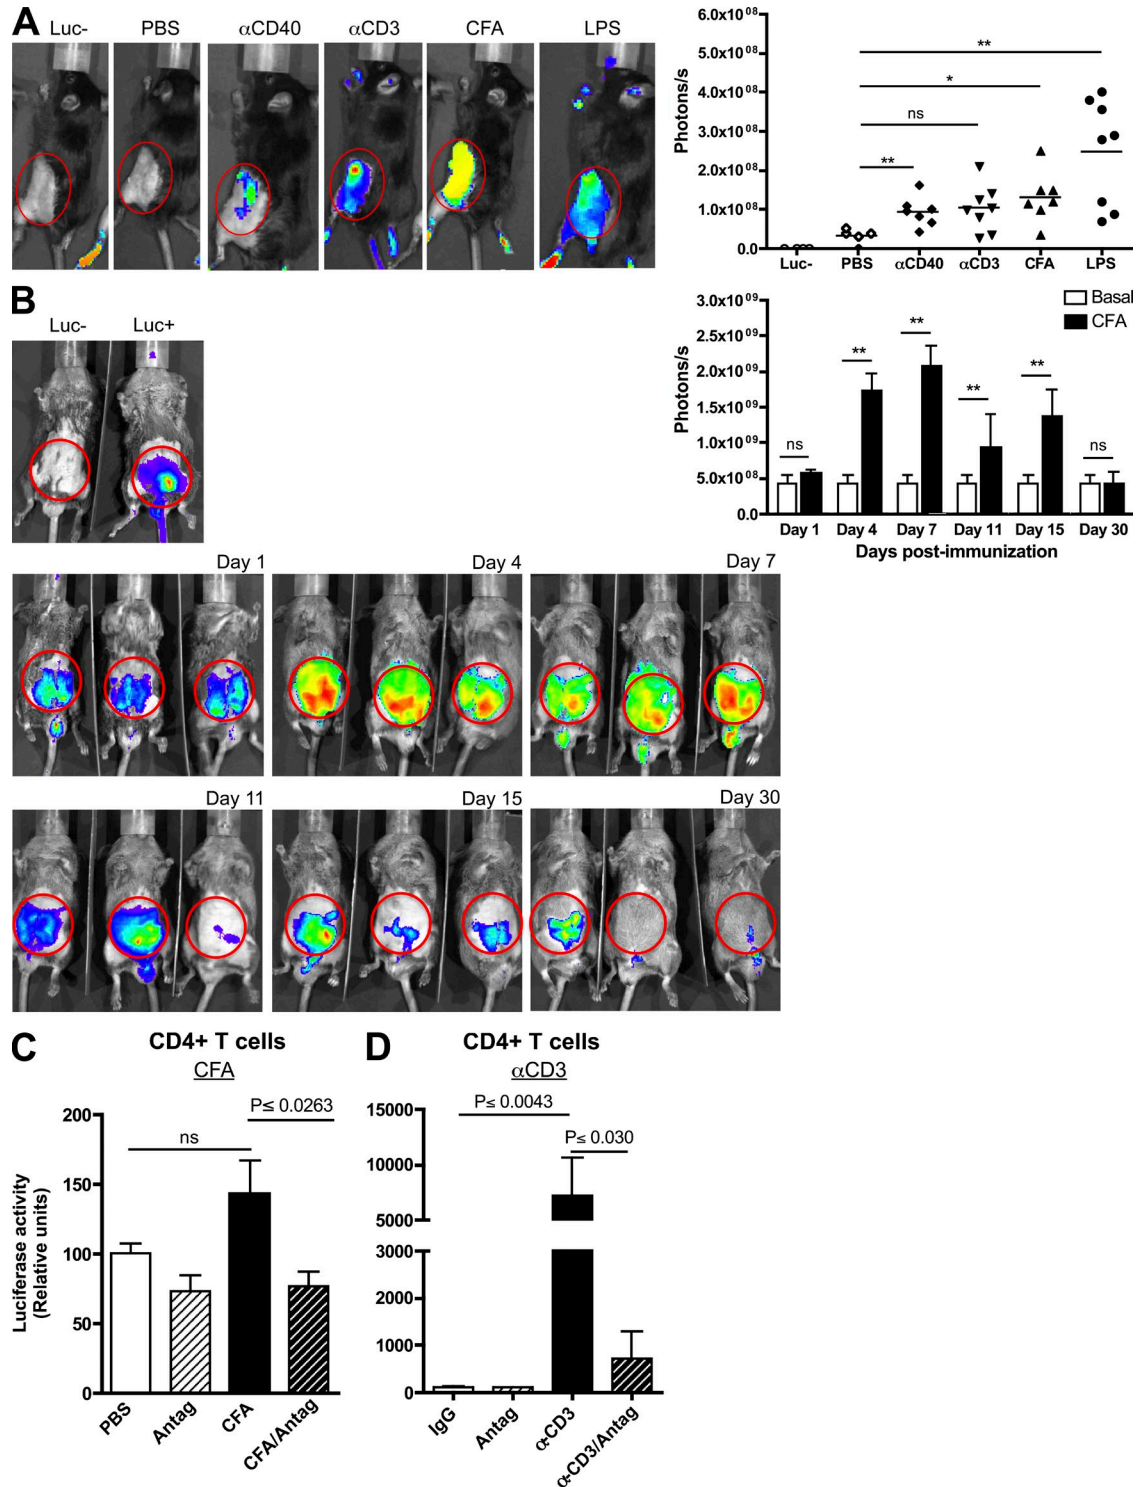 A
Luc- PBS αCD40 αCD3 CFA LPS
Photons/s
6.0x10⁰⁸
5.0x10⁰⁸
4.0x10⁰⁸
3.0x10⁰⁸
2.0x10⁰⁸
1.0x10⁰⁸
0.0
**
*
ns
**
Luc- PBS αCD40 αCD3 CFA LPS
B
Luc- Luc+
Photons/s
3.0x10⁰⁹
2.5x10⁰⁹
2.0x10⁰⁹
1.5x10⁰⁹
1.0x10⁰⁹
5.0x10⁰⁸
0.0
Basal
CFA
ns ** ** ** ** ns
Day 1 Day 4 Day 7 Day 11 Day 15 Day 30
Days post-immunization
Day 1 Day 4 Day 7
Day 11 Day 15 Day 30
C
CD4+ T cells
CFA
Luciferase activity
(Relative units)
200
150
100
50
0
ns
P≤ 0.0263
PBS Antag CFA CFA/Antag
D
CD4+ T cells
αCD3
15000
10000
5000
3000
2000
1000
0
P≤ 0.0043
P≤ 0.030
IgG Antag α-CD3 α-CD3/Antag